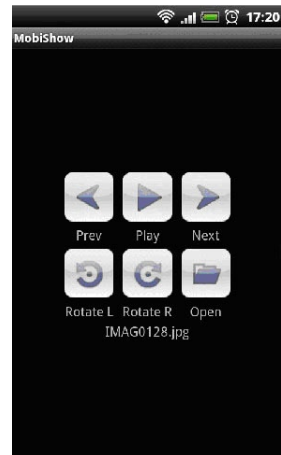 17:20
MobiShow
Prev Play Next
Rotate L Rotate R Open
IMAG0128.jpg